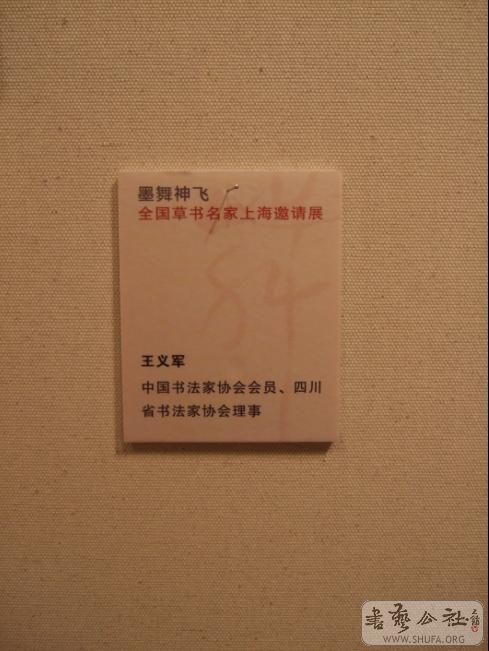 墨舞神飞
全国草书名家上海邀请展
王义军
中国书法家协会会员、四川
省书法家协会理事
書藝公社
WWW.SHUFA.ORG